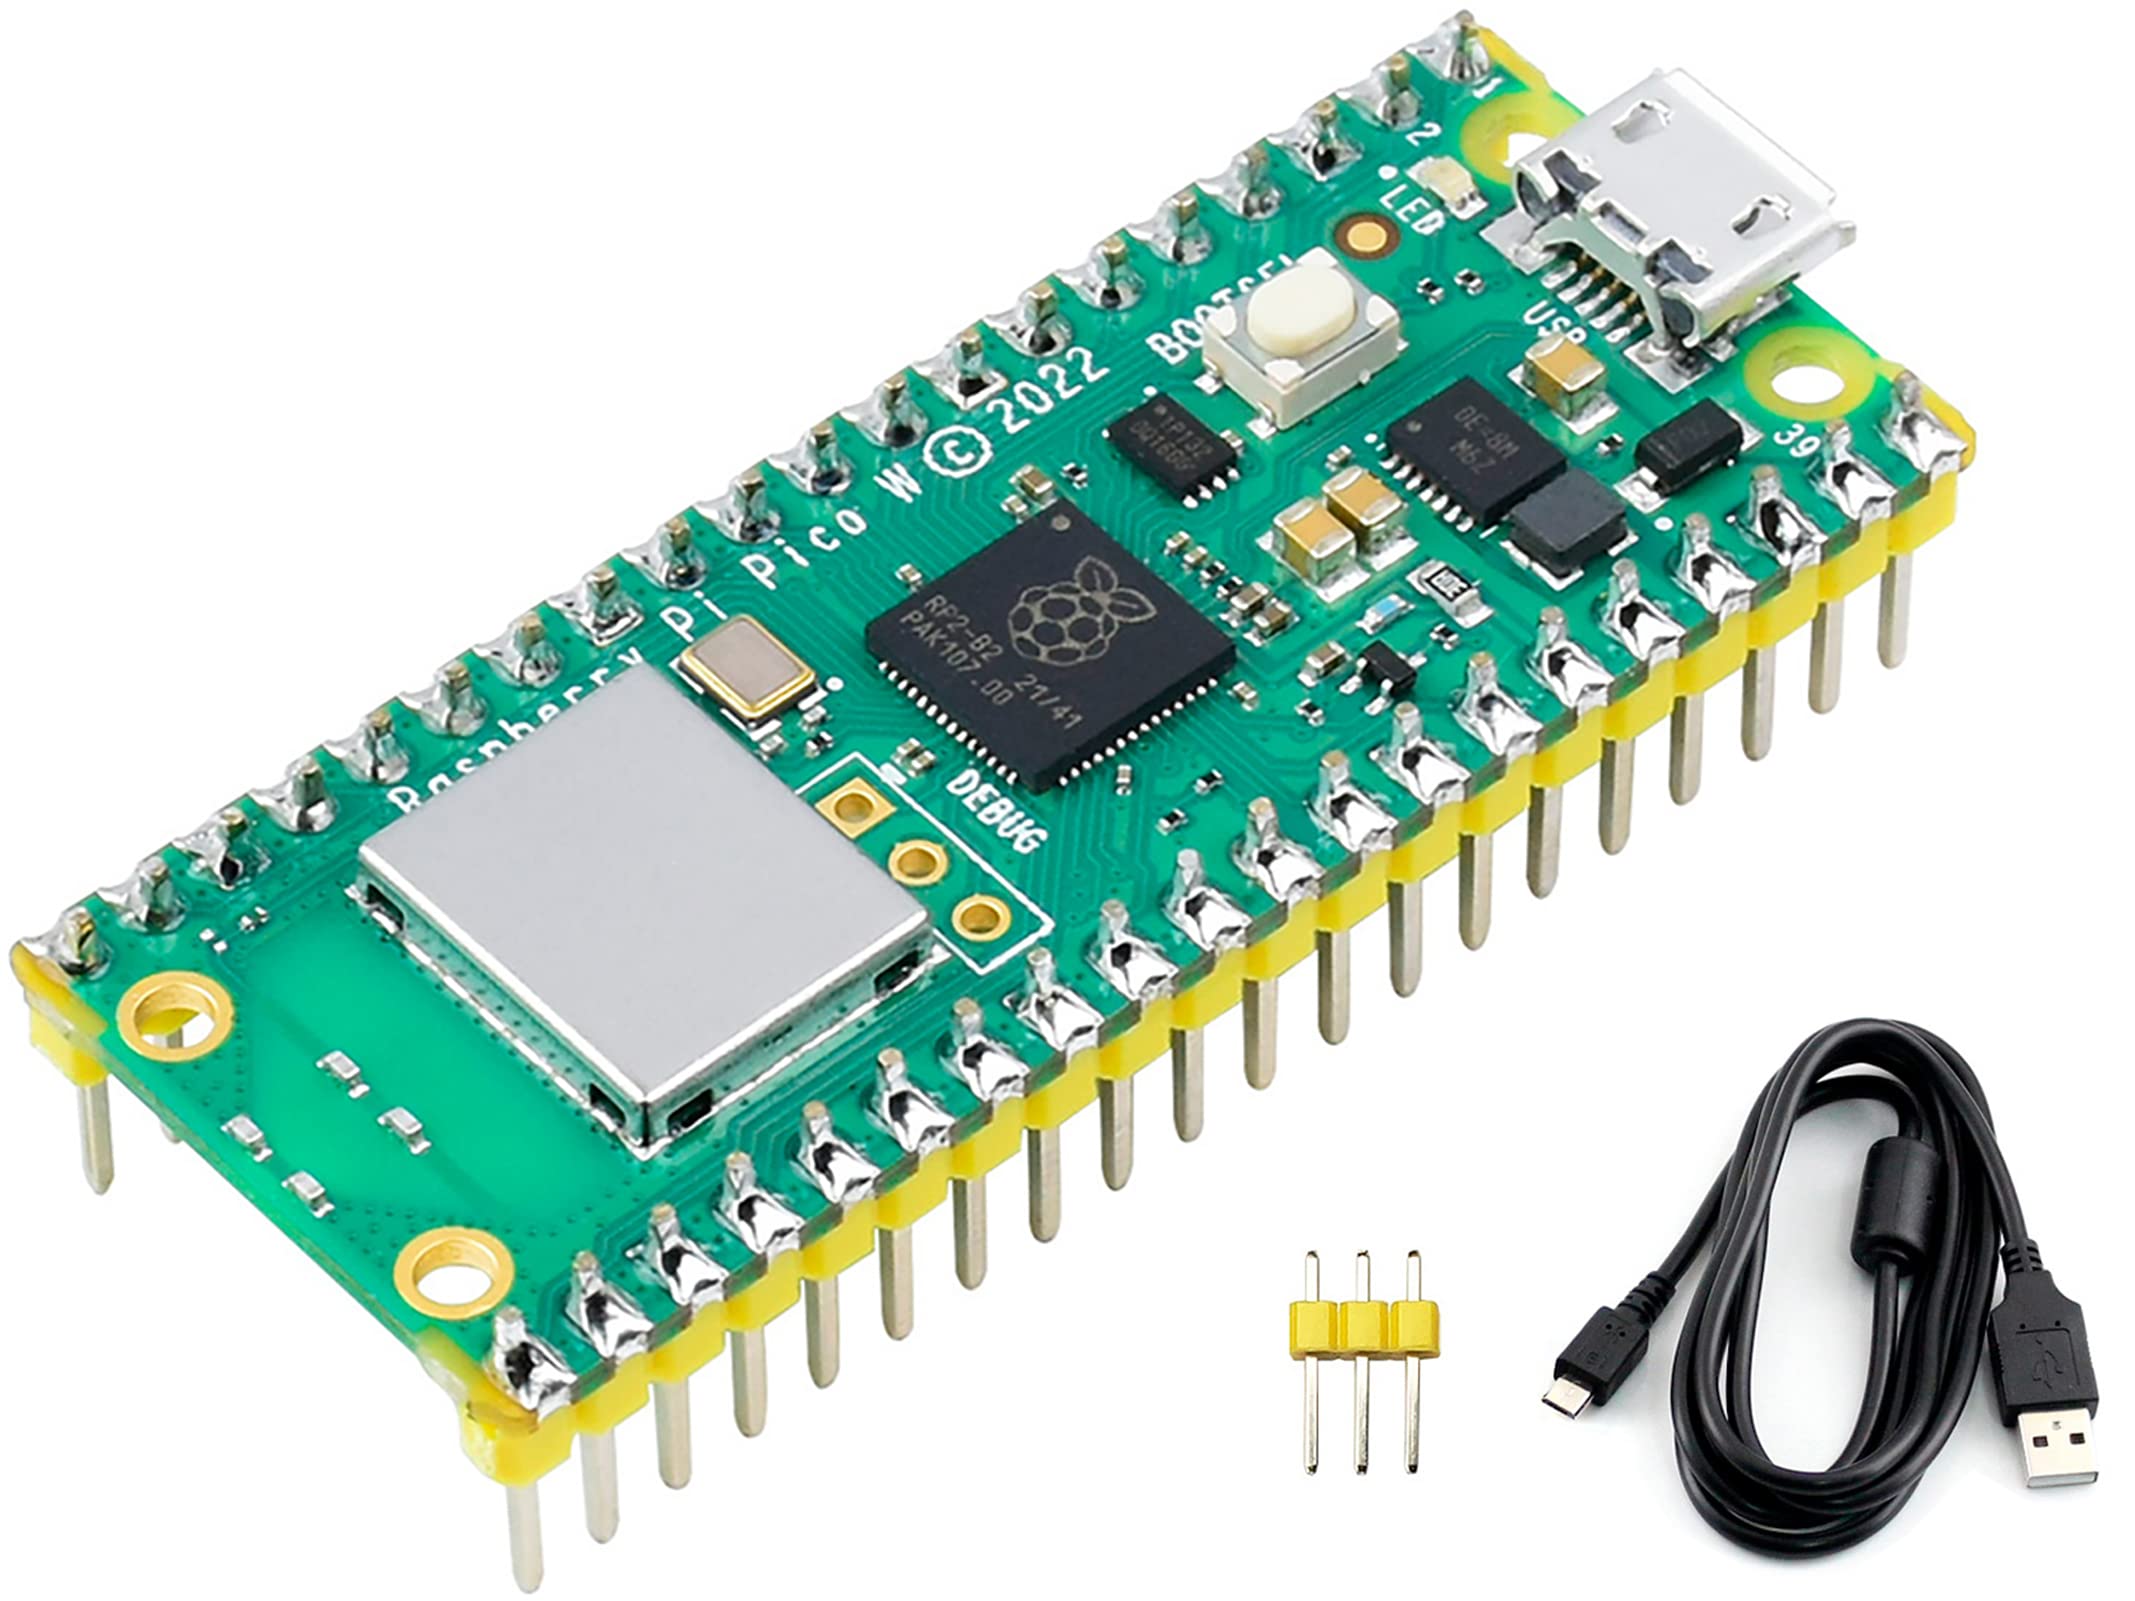 1
2
LED
USB
BOOTSEL
39
Raspberry Pi Pico W © 2022
RP2-B2
PAK107.00
21/41
DEBUG